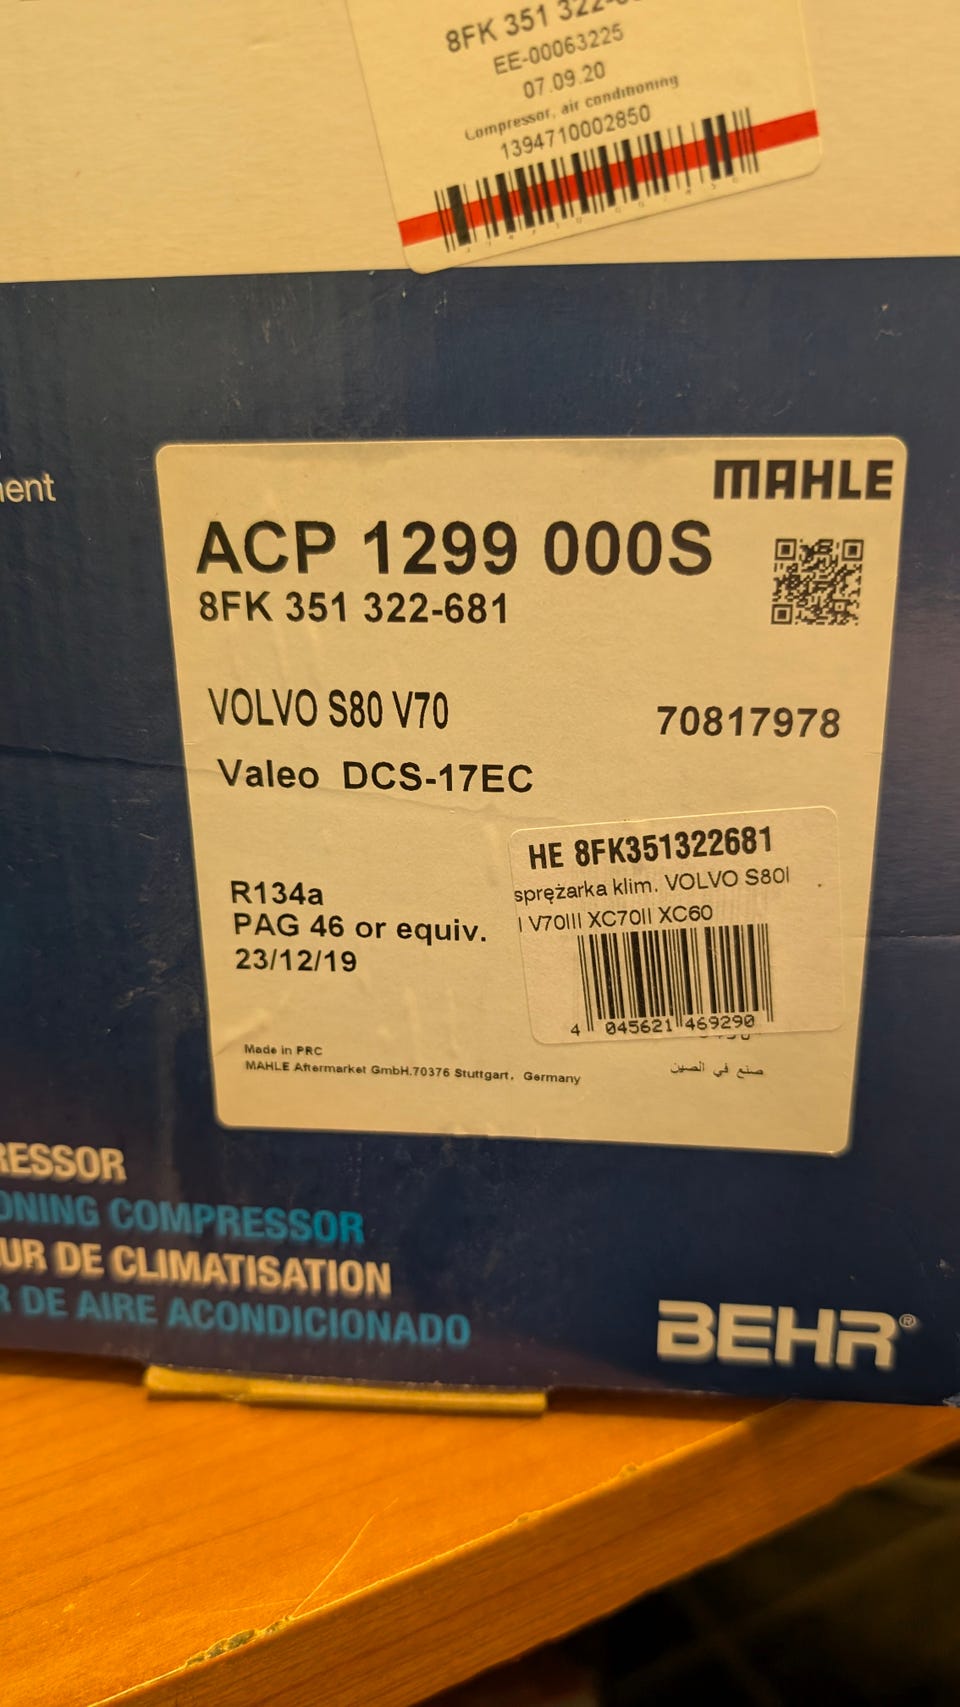 8FK 351 322-
EE-00063225
07.09.20
Compressor, air conditioning
1394710002850
MAHLE
ACP 1299 000S
8FK 351 322-681
VOLVO S80 V70
70817978
Valeo DCS-17EC
HE 8FK351322681
sprężarka klim. VOLVO S80I
I V70III XC70II XC60
4 045621 469290
R134a
PAG 46 or equiv.
23/12/19
Made in PRC
MAHLE Aftermarket GmbH.70376 Stuttgart, Germany
صنع في الصين
ent
RESSOR
ONING COMPRESSOR
UR DE CLIMATISATION
R DE AIRE ACONDICIONADO
BEHR®